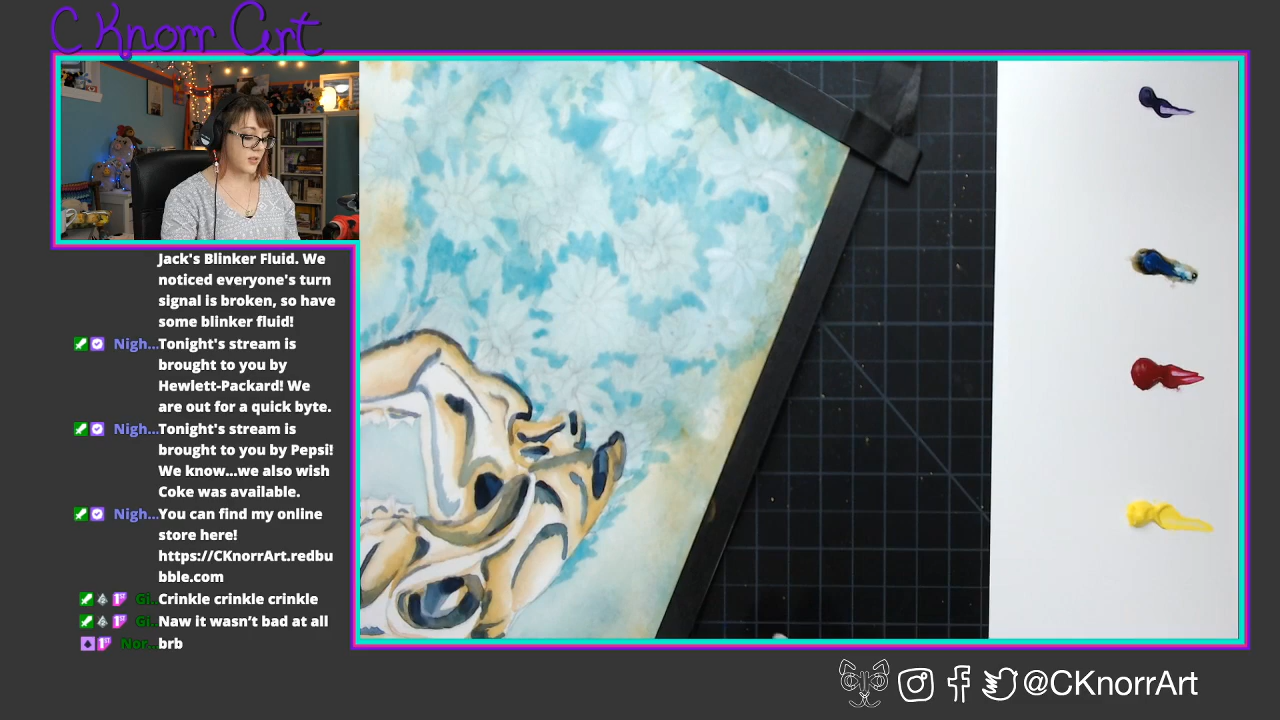 C Knorr Art
Jack's Blinker Fluid. We
noticed everyone's turn
signal is broken, so have
some blinker fluid!
Nigh... Tonight's stream is
brought to you by
Hewlett-Packard! We
are out for a quick byte.
Nigh... Tonight's stream is
brought to you by Pepsi!
We know...we also wish
Coke was available.
Nigh... You can find my online
store here!
https://CKnorrArt.redbu
bble.com
Gi... Crinkle crinkle crinkle
Gi... Naw it wasn't bad at all
Nor... brb
@CKnorrArt